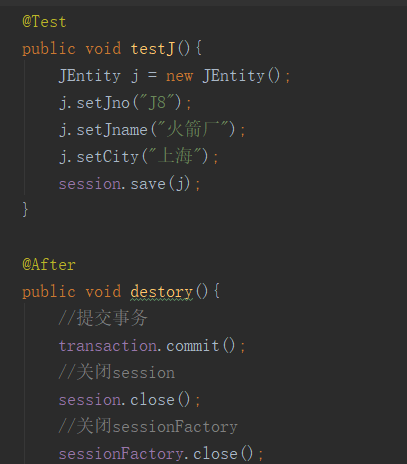 @Test
public void testJ(){
JEntity j = new JEntity();
j.setJno("J8");
j.setJname("火箭厂");
j.setCity("上海");
session.save(j);
}
@After
public void destory(){
//提交事务
transaction.commit();
//关闭session
session.close();
//关闭sessionFactory
sessionFactory.close();